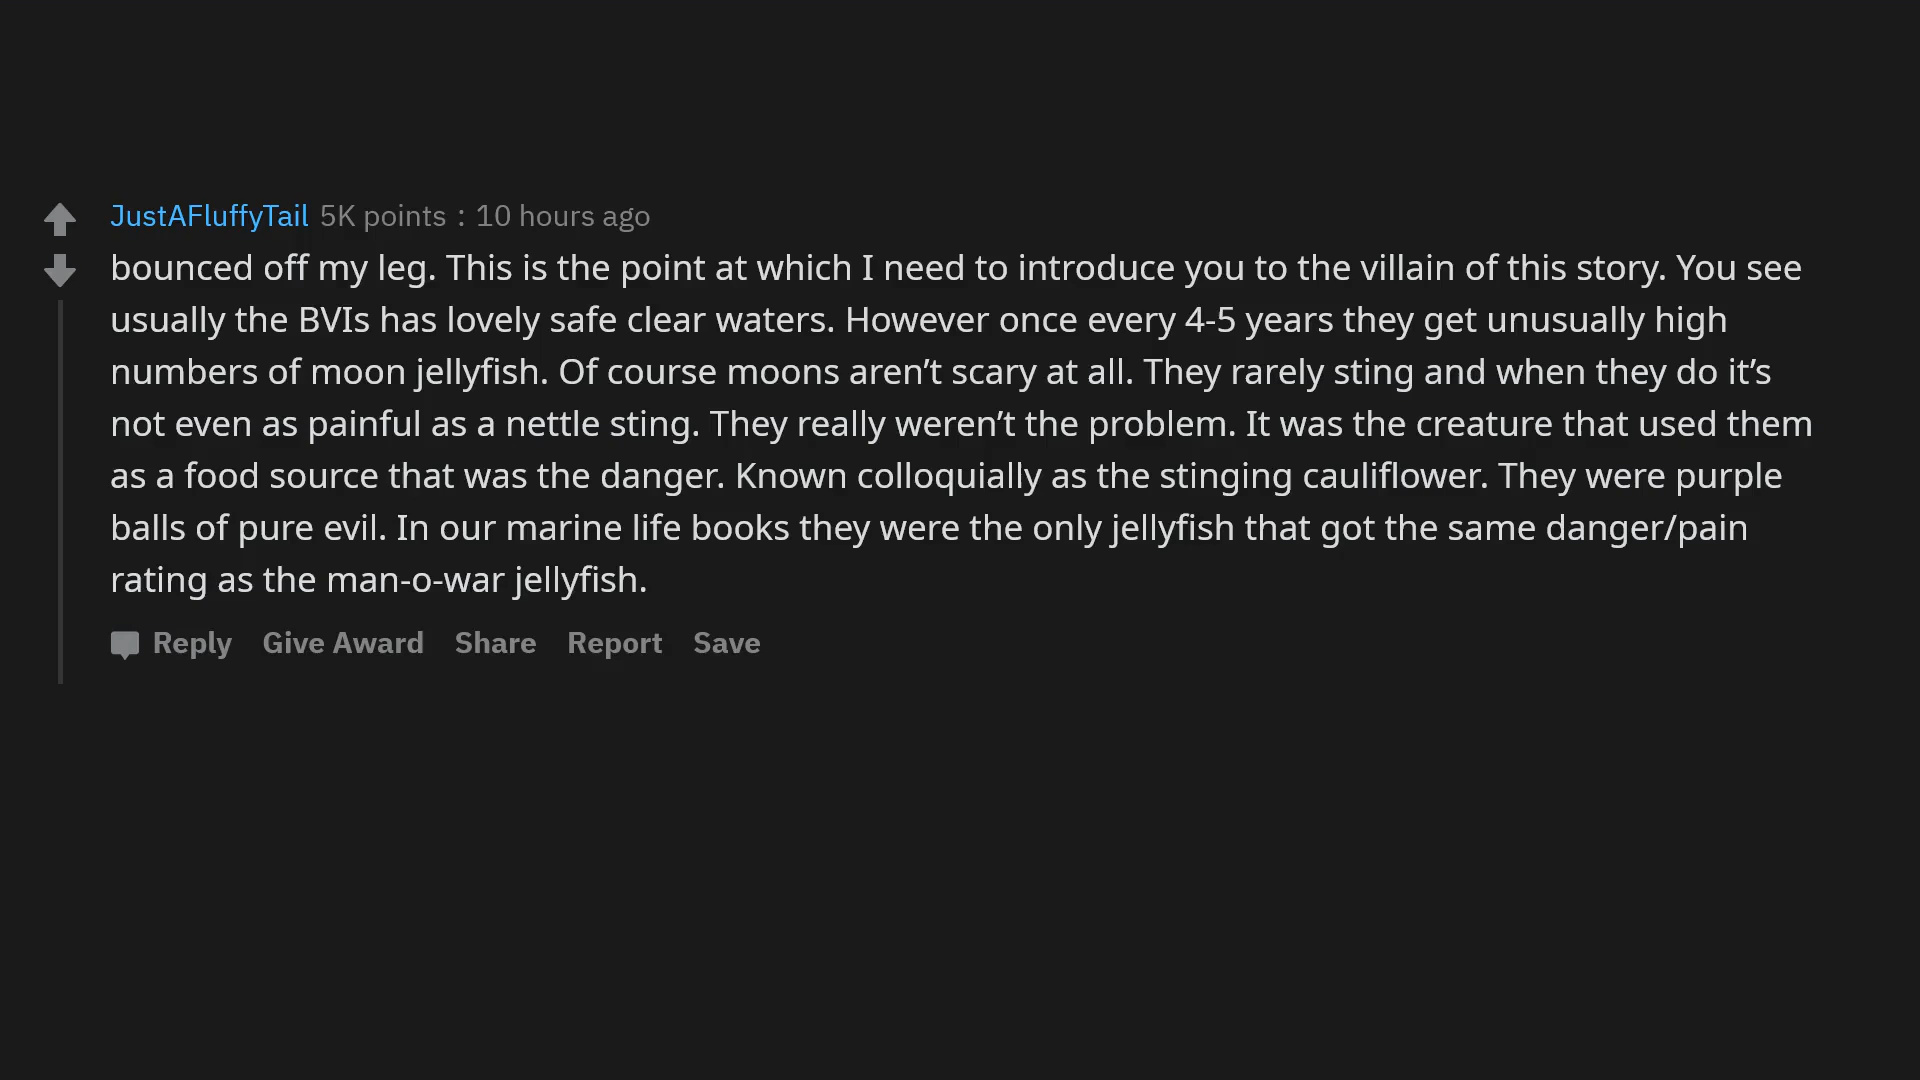 JustAFluffyTail 5K points : 10 hours ago
bounced off my leg. This is the point at which I need to introduce you to the villain of this story. You see
usually the BVIs has lovely safe clear waters. However once every 4-5 years they get unusually high
numbers of moon jellyfish. Of course moons aren’t scary at all. They rarely sting and when they do it’s
not even as painful as a nettle sting. They really weren’t the problem. It was the creature that used them
as a food source that was the danger. Known colloquially as the stinging cauliflower. They were purple
balls of pure evil. In our marine life books they were the only jellyfish that got the same danger/pain
rating as the man-o-war jellyfish.
Reply Give Award Share Report Save